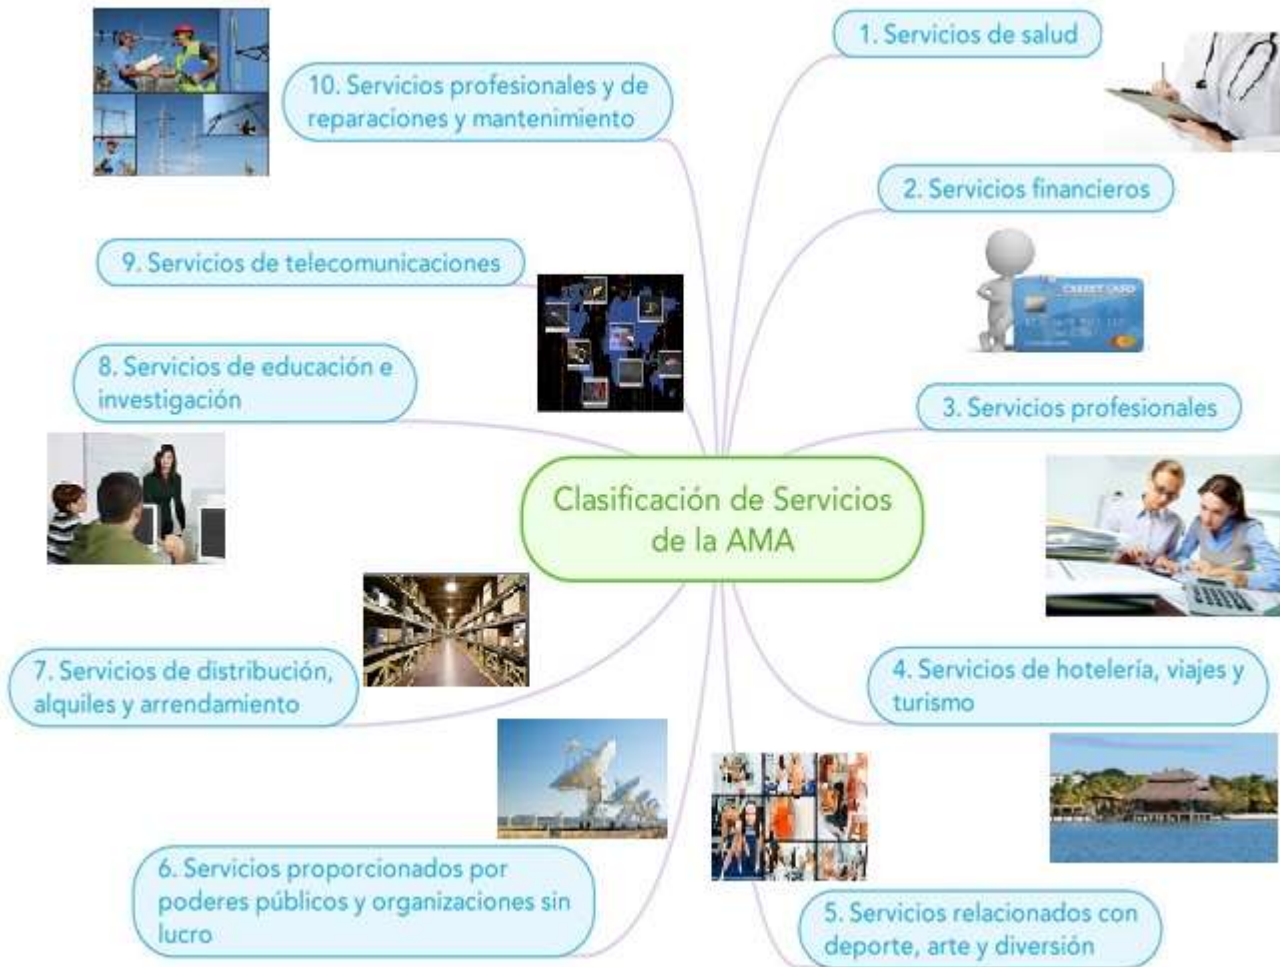 1. Servicios de salud
2. Servicios financieros
CREDIT CARD
3. Servicios profesionales
Clasificación de Servicios
de la AMA
4. Servicios de hotelería, viajes y
turismo
5. Servicios relacionados con
deporte, arte y diversión
6. Servicios proporcionados por
poderes públicos y organizaciones sin
lucro
7. Servicios de distribución,
alquiles y arrendamiento
8. Servicios de educación e
investigación
9. Servicios de telecomunicaciones
10. Servicios profesionales y de
reparaciones y mantenimiento